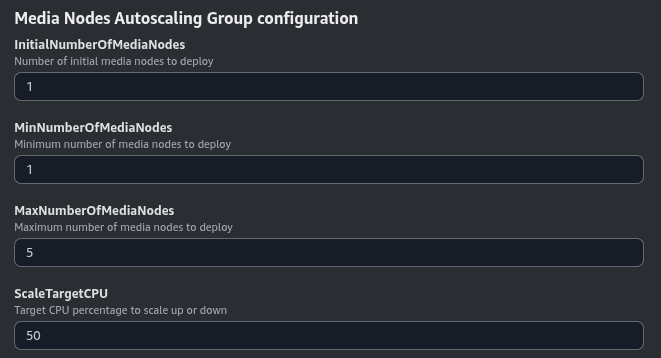 Media Nodes Autoscaling Group configuration
InitialNumberOfMediaNodes
Number of initial media nodes to deploy
1
MinNumberOfMediaNodes
Minimum number of media nodes to deploy
1
MaxNumberOfMediaNodes
Maximum number of media nodes to deploy
5
ScaleTargetCPU
Target CPU percentage to scale up or down
50